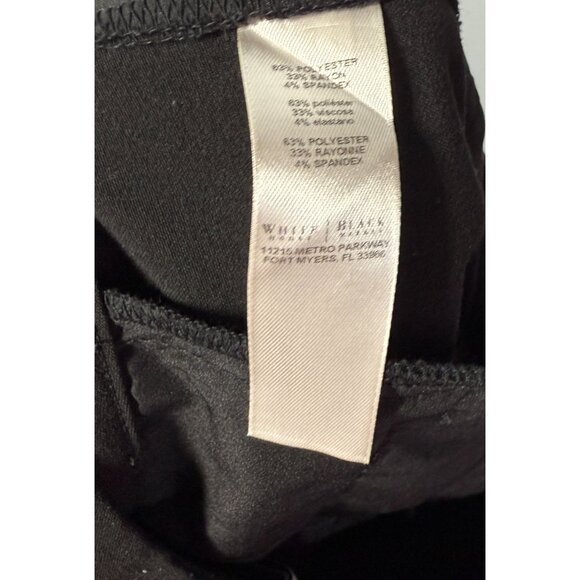 63% POLYESTER
33% RAYON
4% SPANDEX
63% poliéster
33% viscosa
4% elastano
63% POLYESTER
33% RAYONNE
4% SPANDEX
WHITE | BLACK
HOUSE | MARKET
11215 METRO PARKWAY
FORT MYERS, FL 33966